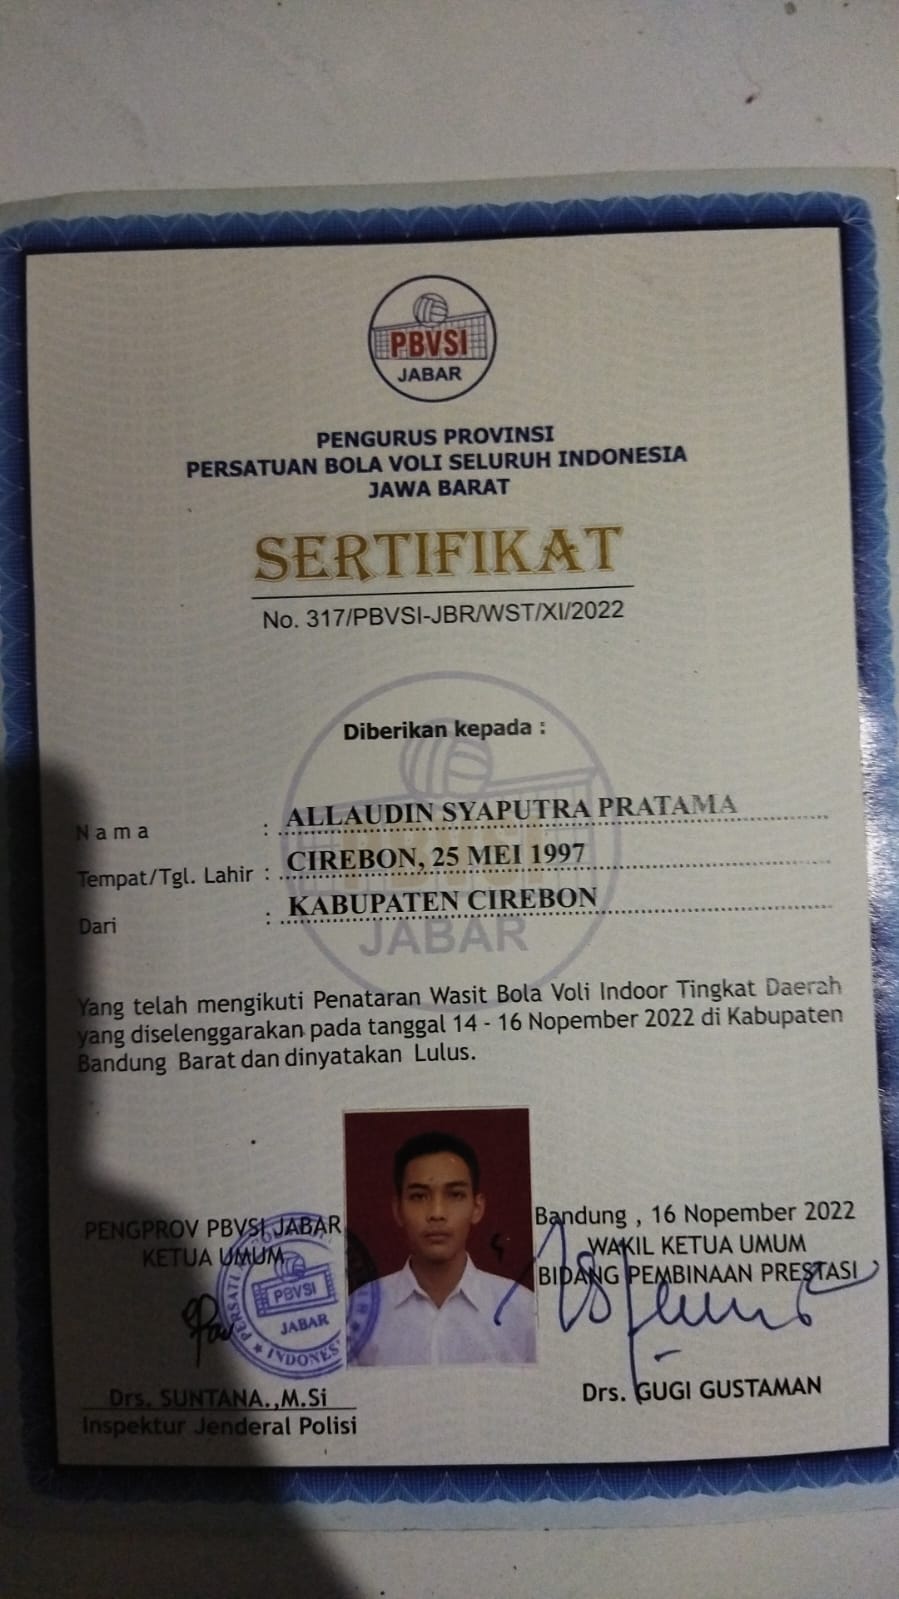 PBVSI
JABAR
PENGURUS PROVINSI
PERSATUAN BOLA VOLI SELURUH INDONESIA
JAWA BARAT
SERTIFIKAT
No. 317/PBVSI-JBR/WST/XI/2022
Diberikan kepada :
Nama : ALLAUDIN SYAPUTRA PRATAMA
Tempat/Tgl. Lahir : CIREBON, 25 MEI 1997
Dari : KABUPATEN CIREBON
JABAR
Yang telah mengikuti Penataran Wasit Bola Voli Indoor Tingkat Daerah
yang diselenggarakan pada tanggal 14 - 16 Nopember 2022 di Kabupaten
Bandung Barat dan dinyatakan Lulus.
PENGPROV PBVSI JABAR
KETUA UMUM
PBVSI
JABAR
Drs. SUNTANA.,M.Si
Inspektur Jenderal Polisi
Bandung , 16 Nopember 2022
WAKIL KETUA UMUM
BIDANG PEMBINAAN PRESTASI
Drs. GUGI GUSTAMAN